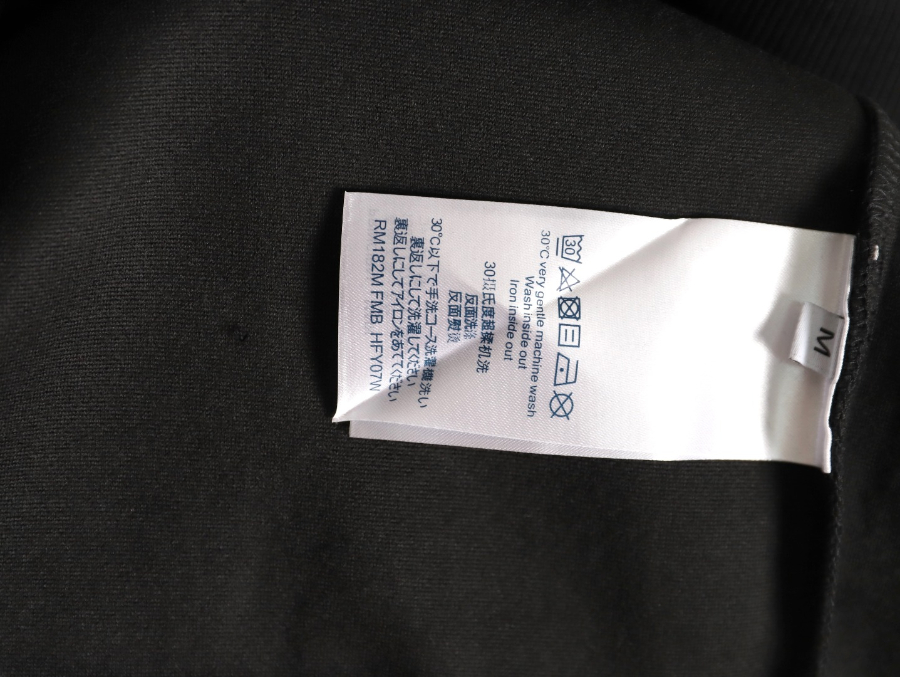 M
30
30°C very gentle machine wash
Wash inside out
Iron inside out
30摄氏度超揉机洗
反面洗涤
反面熨烫
30℃以下で手洗コース洗濯機洗い
裏返しにして洗濯してください
裏返しにしてアイロンをあててください
RM182M FMB HFY07W